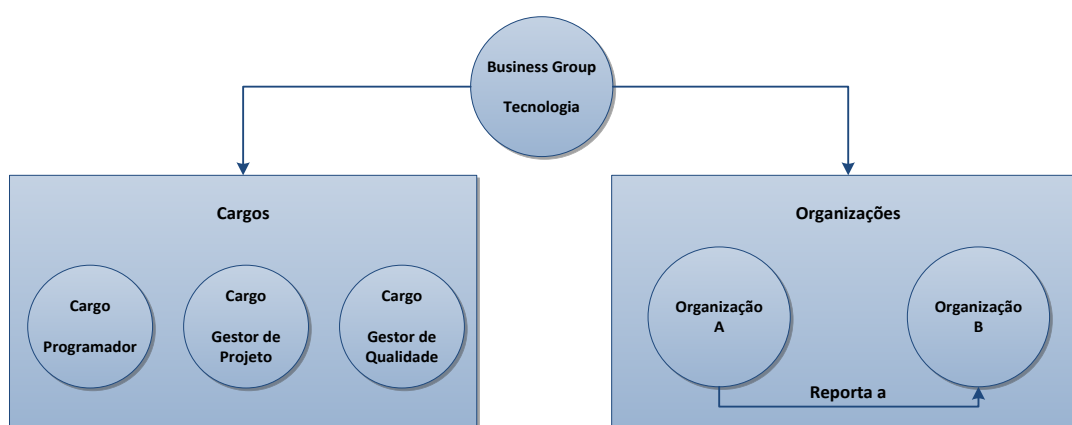 Business Group
Tecnologia
Cargos
Cargo
Programador
Cargo
Gestor de
Projeto
Cargo
Gestor de
Qualidade
Organizações
Organização
A
Organização
B
Reporta a